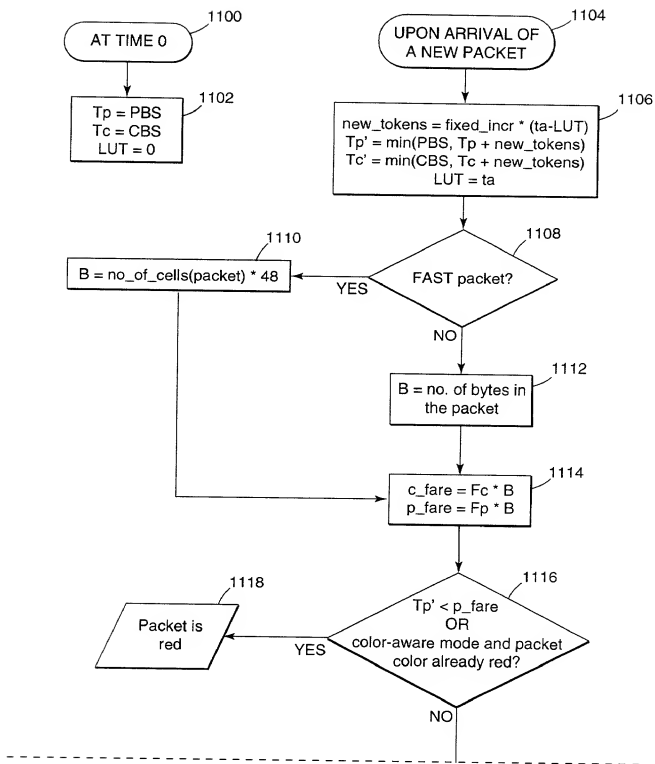 1100
AT TIME 0
1102
Tp = PBS
Tc = CBS
LUT = 0
1104
UPON ARRIVAL OF
A NEW PACKET
1106
new_tokens = fixed_incr * (ta-LUT)
Tp' = min(PBS, Tp + new_tokens)
Tc' = min(CBS, Tc + new_tokens)
LUT = ta
1108
FAST packet?
YES
NO
1110
B = no_of_cells(packet) * 48
1112
B = no. of bytes in
the packet
1114
c_fare = Fc * B
p_fare = Fp * B
1116
Tp' < p_fare
OR
color-aware mode and packet
color already red?
YES
NO
1118
Packet is
red